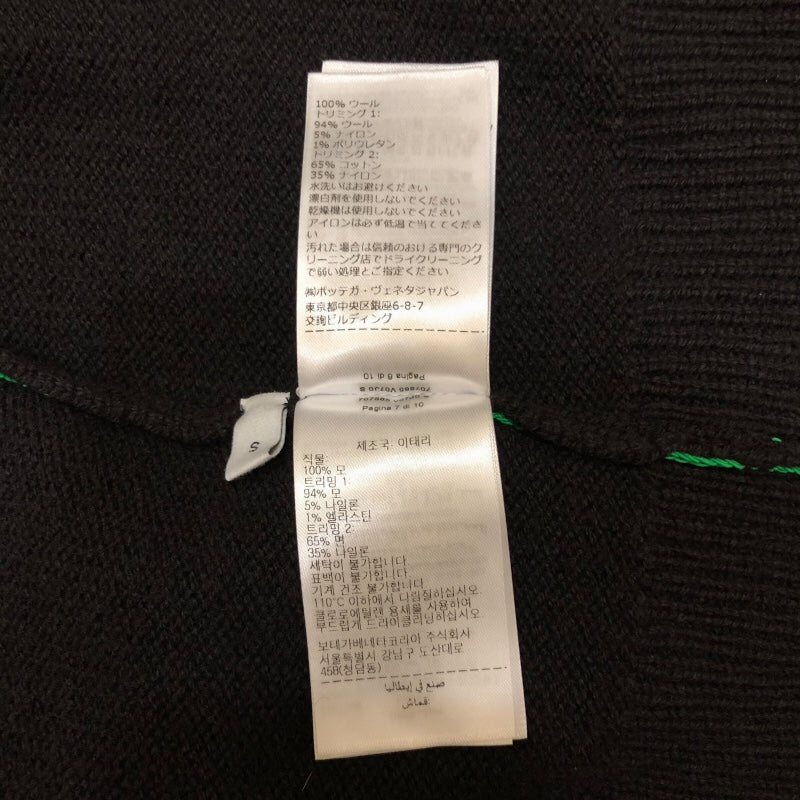 100% ウール
トリミング 1:
94% ウール
5% ナイロン
1% ポリウレタン
トリミング 2:
65% コットン
35% ナイロン
水洗いはお避けください
漂白剤を使用しないでください
乾燥機は使用しないでください
アイロンは必ず低温で当ててくださ
い
汚れた場合は信頼のおける専門のク
リーニング店でドライクリーニング
で弱い処理とご指定ください
㈱ボッテガ・ヴェネタジャパン
東京都中央区銀座6-8-7
交詢ビルディング
Pagina 6 di 10
707885 V07J0 S
Pagina 7 di 10
S
제조국: 이태리
직물:
100% 모
트리밍 1:
94% 모
5% 나일론
1% 엘라스틴
트리밍 2:
65% 면
35% 나일론
세탁이 불가합니다
표백이 불가합니다
기계 건조 불가합니다
110°C 이하에서 다림질하십시오.
클로로에틸렌 용세를 사용하여
부드럽게 드라이클리닝하십시오
보테가베네타코리아 주식회사
서울특별시 강남구 도산대로
458(청담동)
صنع في إيطاليا
قماش: